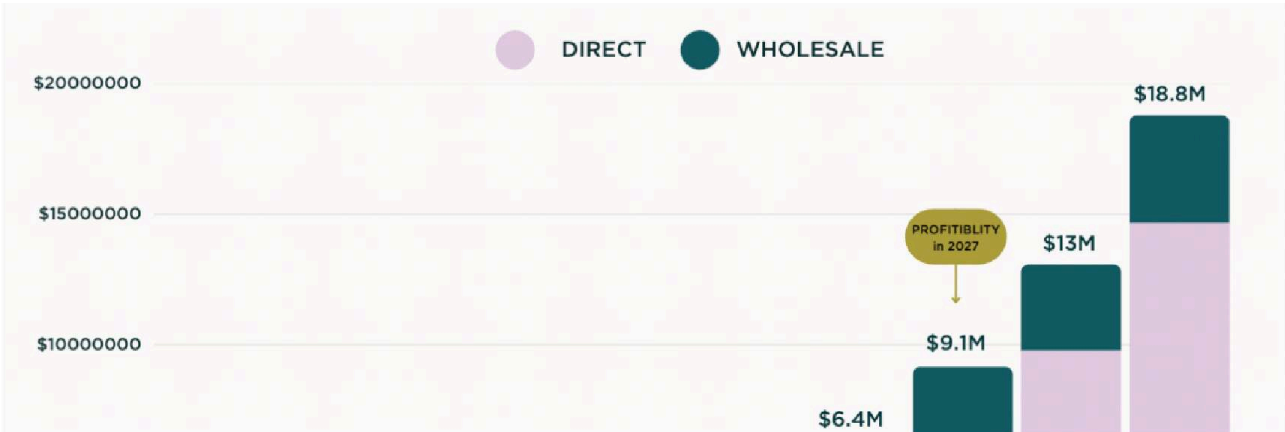 DIRECT WHOLESALE
$20000000
$18.8M
$15000000
PROFITIBLITY
in 2027
$13M
$10000000
$9.1M
$6.4M